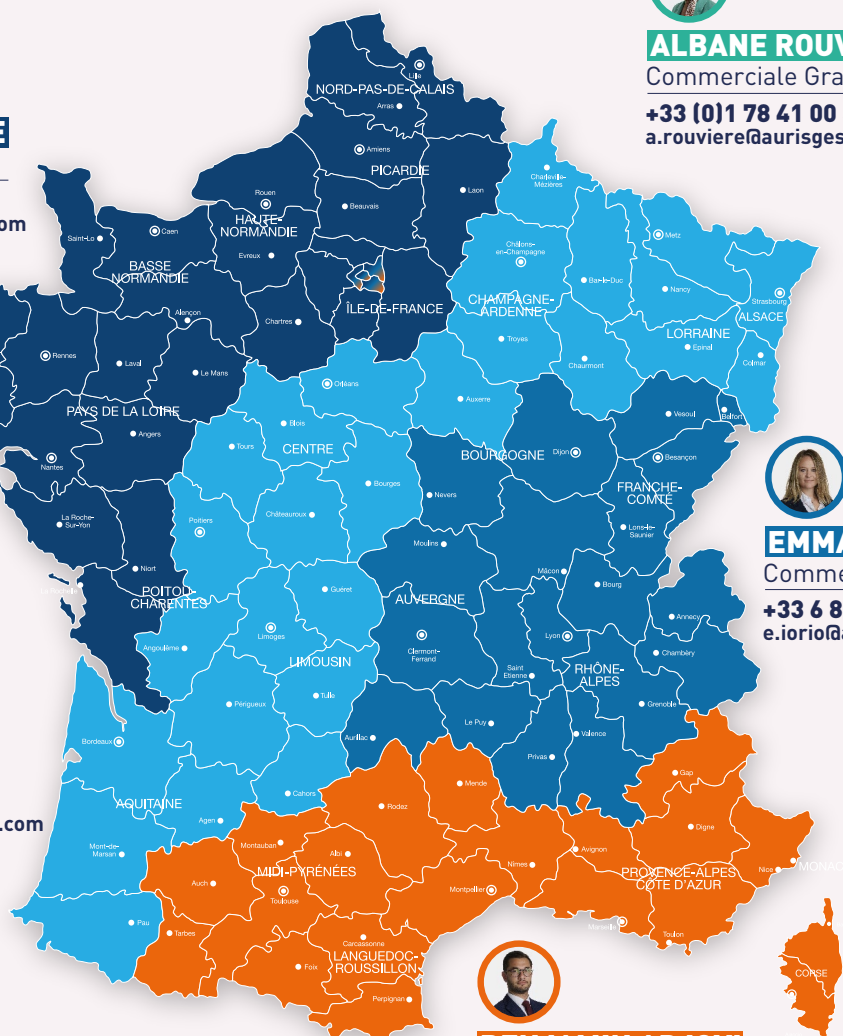 ALBANE ROUV
Commerciale Gra
+33 (0)1 78 41 00
a.rouviere@aurisges
E
om
NORD-PAS-DE-CALAIS
Lille
Arras
Amiens
PICARDIE
Charleville-
Mézières
Laon
Rouen
Beauvais
HAUTE-
NORMANDIE
Saint-Lo
Caen
Evreux
BASSE
NORMANDIE
Metz
Châlons-
en-Champagne
Bar-le-Duc
Nancy
Strasbourg
ÎLE-DE-FRANCE
CHAMPAGNE-
ARDENNE
ALSACE
Alençon
Chartres
Troyes
LORRAINE
Epinal
Colmar
Chaumont
Rennes
Laval
Le Mans
Orléans
Auxerre
PAYS DE LA LOIRE
Vesoul
Belfort
Angers
Blois
Tours
CENTRE
BOURGOGNE
Dijon
Besançon
Nantes
Bourges
Nevers
FRANCHE-
COMTÉ
La Roche-
Sur-Yon
Poitiers
Châteauroux
Lons-le-
Saunier
Moulins
EMMA
Comme
+33 6 8
e.iorio@a
Niort
Mâcon
Bourg
La Rochelle
POITOU-
CHARENTES
Guéret
AUVERGNE
Annecy
Limoges
Clermont-
Ferrand
Lyon
Chambéry
Angoulême
LIMOUSIN
Saint
Etienne
RHÔNE-
ALPES
Tulle
Périgueux
Grenoble
Bordeaux
Aurillac
Le Puy
Valence
Privas
Gap
AQUITAINE
Cahors
Rodez
Mende
Agen
.com
Digne
Mont-de-
Marsan
Montauban
Albi
Nîmes
Avignon
MIDI-PYRÉNÉES
PROVENCE-ALPES
CÔTE D'AZUR
Nice
MONAC
Auch
Toulouse
Montpellier
Pau
Tarbes
Marseille
Toulon
Carcassonne
LANGUEDOC-
ROUSSILLON
Foix
Perpignan
CORSE